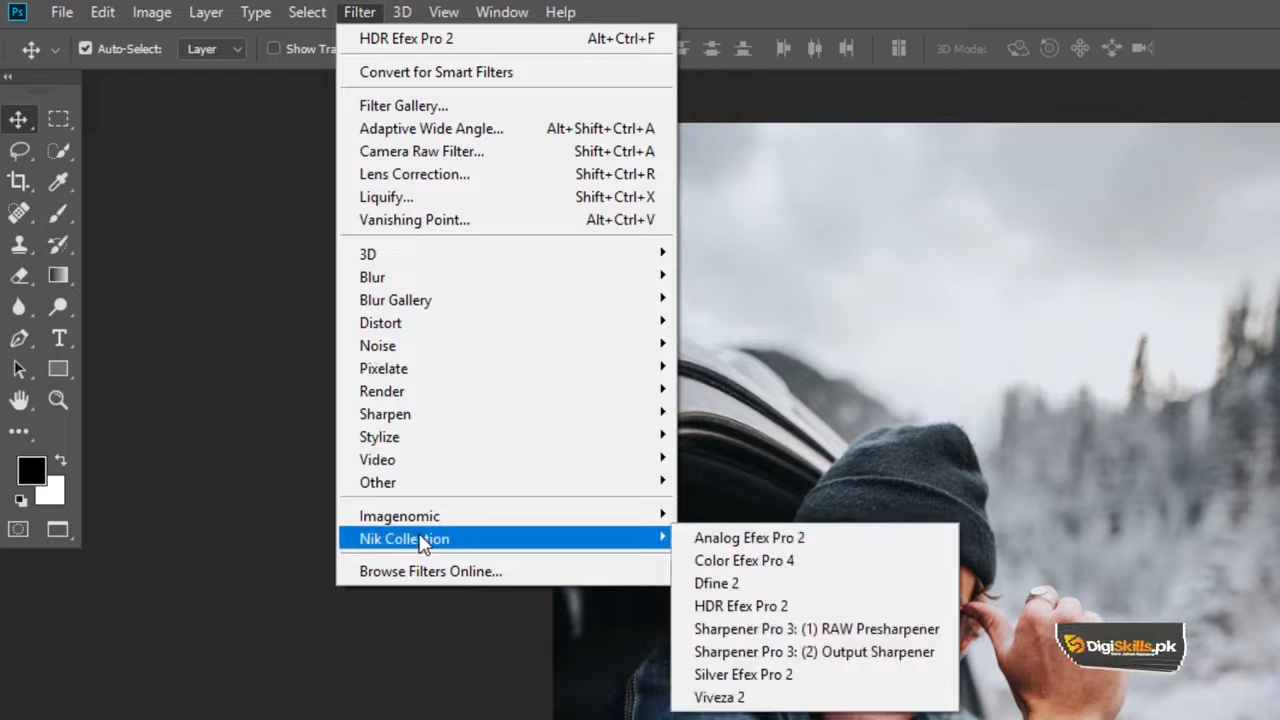 Ps File Edit Image Layer Type Select Filter 3D View Window Help
Auto-Select: Layer Show Tra 3D Mode:
HDR Efex Pro 2 Alt+Ctrl+F
Convert for Smart Filters
Filter Gallery...
Adaptive Wide Angle... Alt+Shift+Ctrl+A
Camera Raw Filter... Shift+Ctrl+A
Lens Correction... Shift+Ctrl+R
Liquify... Shift+Ctrl+X
Vanishing Point... Alt+Ctrl+V
3D
Blur
Blur Gallery
Distort
Noise
Pixelate
Render
Sharpen
Stylize
Video
Other
Imagenomic
Nik Collection
Browse Filters Online...
Analog Efex Pro 2
Color Efex Pro 4
Dfine 2
HDR Efex Pro 2
Sharpener Pro 3: (1) RAW Presharpener
Sharpener Pro 3: (2) Output Sharpener
Silver Efex Pro 2
Viveza 2
DigiSkills.pk